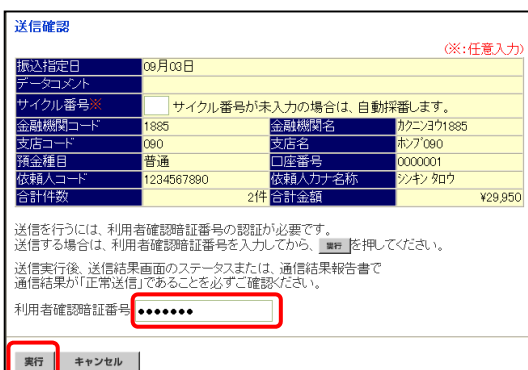 送信確認
(※:任意入力)
振込指定日 09月03日
データコメント
サイクル番号※ サイクル番号が未入力の場合は、自動採番します。
金融機関コード 1885 金融機関名 カクニンヨウ1885
支店コード 090 支店名 ホンプ090
預金種目 普通 口座番号 0000001
依頼人コード 1234567890 依頼人カナ名称 シンキン タロウ
合計件数 2件 合計金額 ¥29,950
送信を行うには、利用者確認暗証番号の認証が必要です。
送信する場合は、利用者確認暗証番号を入力してから、 実行 を押してください。
送信実行後、送信結果画面のステータスまたは、通信結果報告書で
通信結果が「正常送信」であることを必ずご確認ください。
利用者確認暗証番号 ●●●●●●●
実行 キャンセル